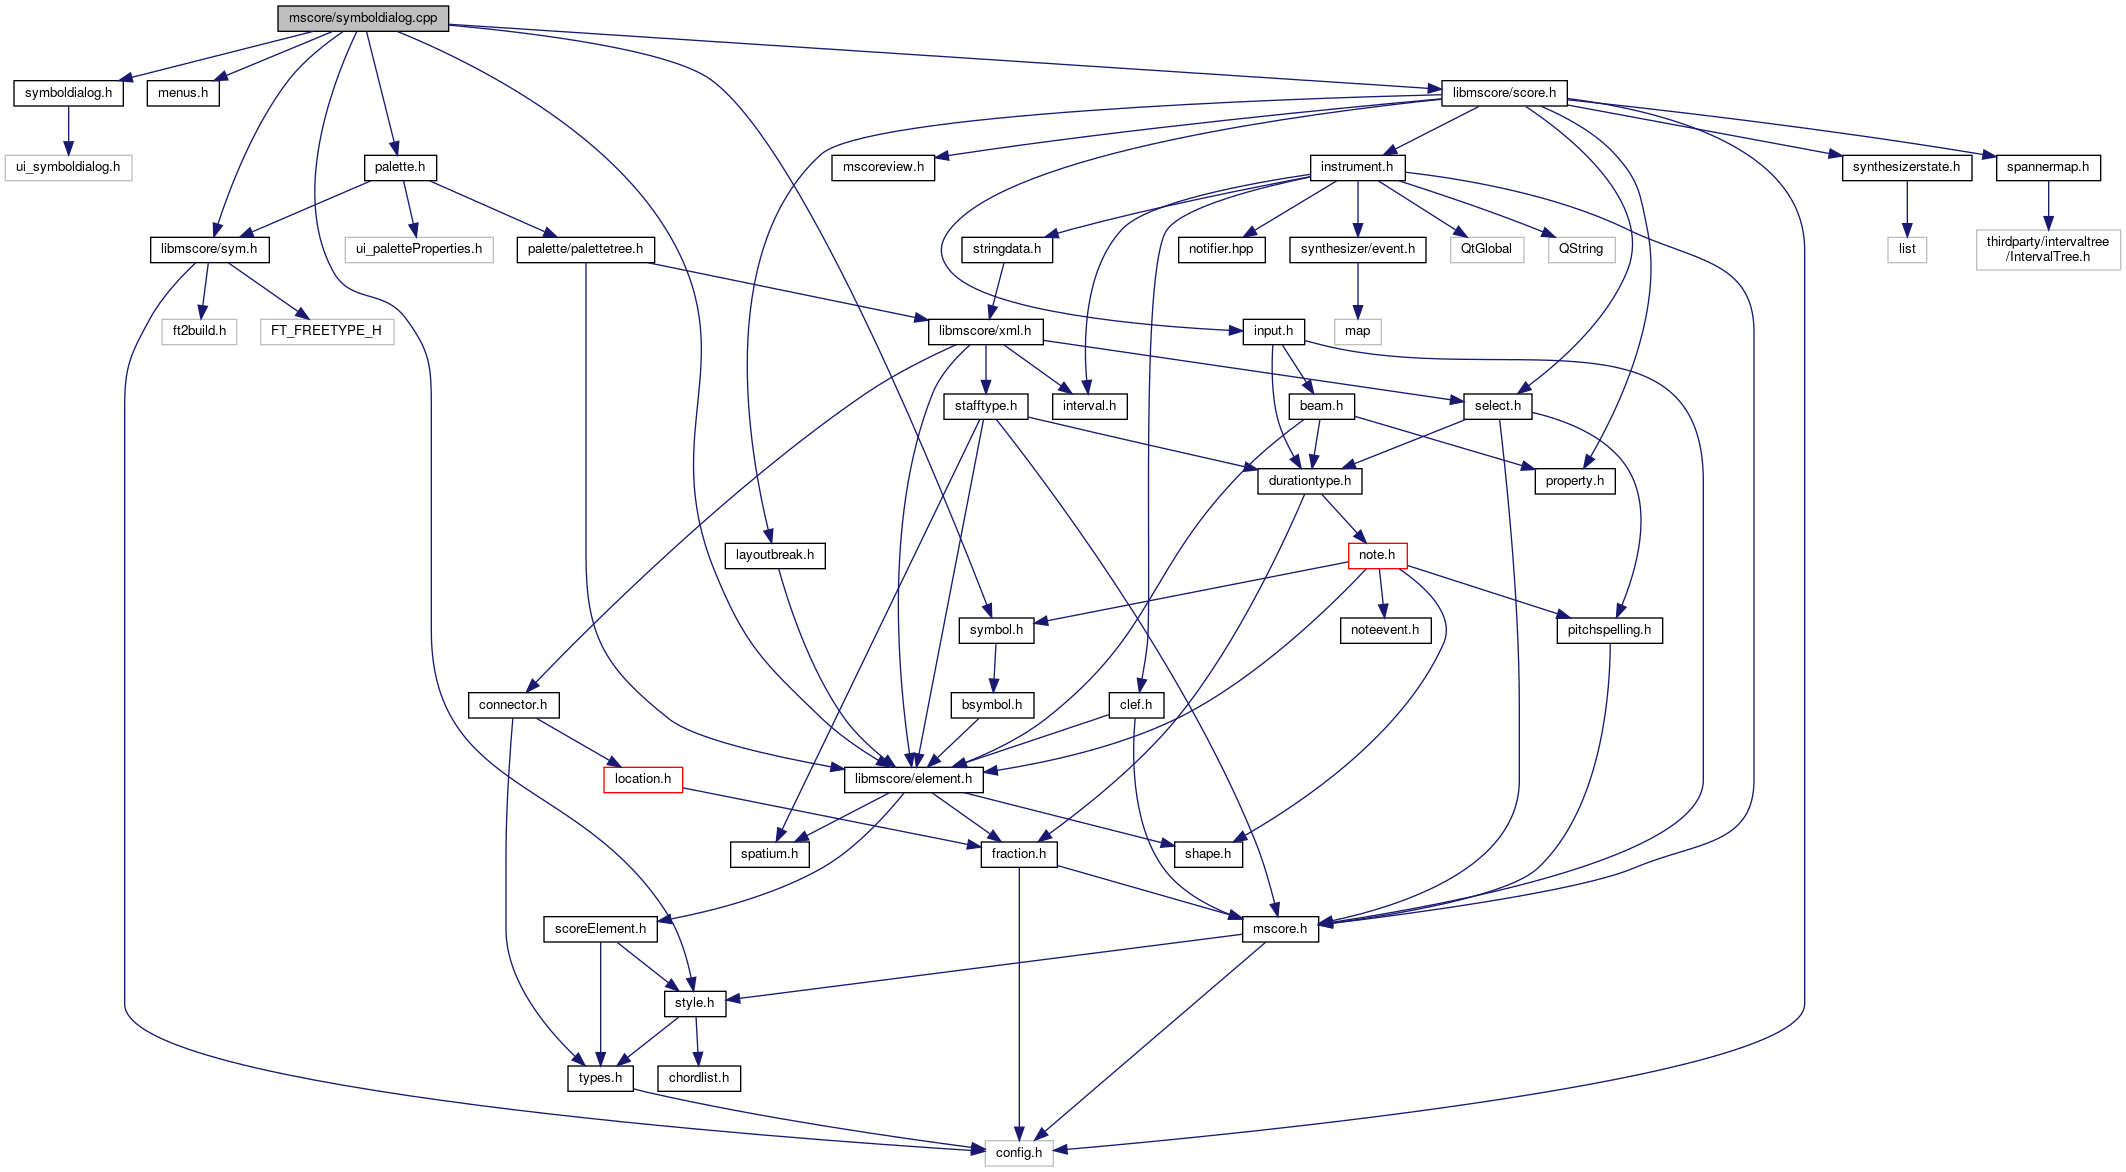 mscore/symboldialog.cpp
symboldialog.h
menus.h
libmscore/score.h
ui_symboldialog.h
palette.h
mscoreview.h
instrument.h
synthesizerstate.h
spannermap.h
libmscore/sym.h
ui_paletteProperties.h
palette/palettetree.h
stringdata.h
notifier.hpp
synthesizer/event.h
QtGlobal
QString
list
thirdparty/intervaltree
/IntervalTree.h
ft2build.h
FT_FREETYPE_H
libmscore/xml.h
input.h
map
stafftype.h
interval.h
beam.h
select.h
durationtype.h
property.h
layoutbreak.h
note.h
symbol.h
noteevent.h
pitchspelling.h
connector.h
bsymbol.h
clef.h
location.h
libmscore/element.h
spatium.h
fraction.h
shape.h
scoreElement.h
mscore.h
style.h
types.h
chordlist.h
config.h